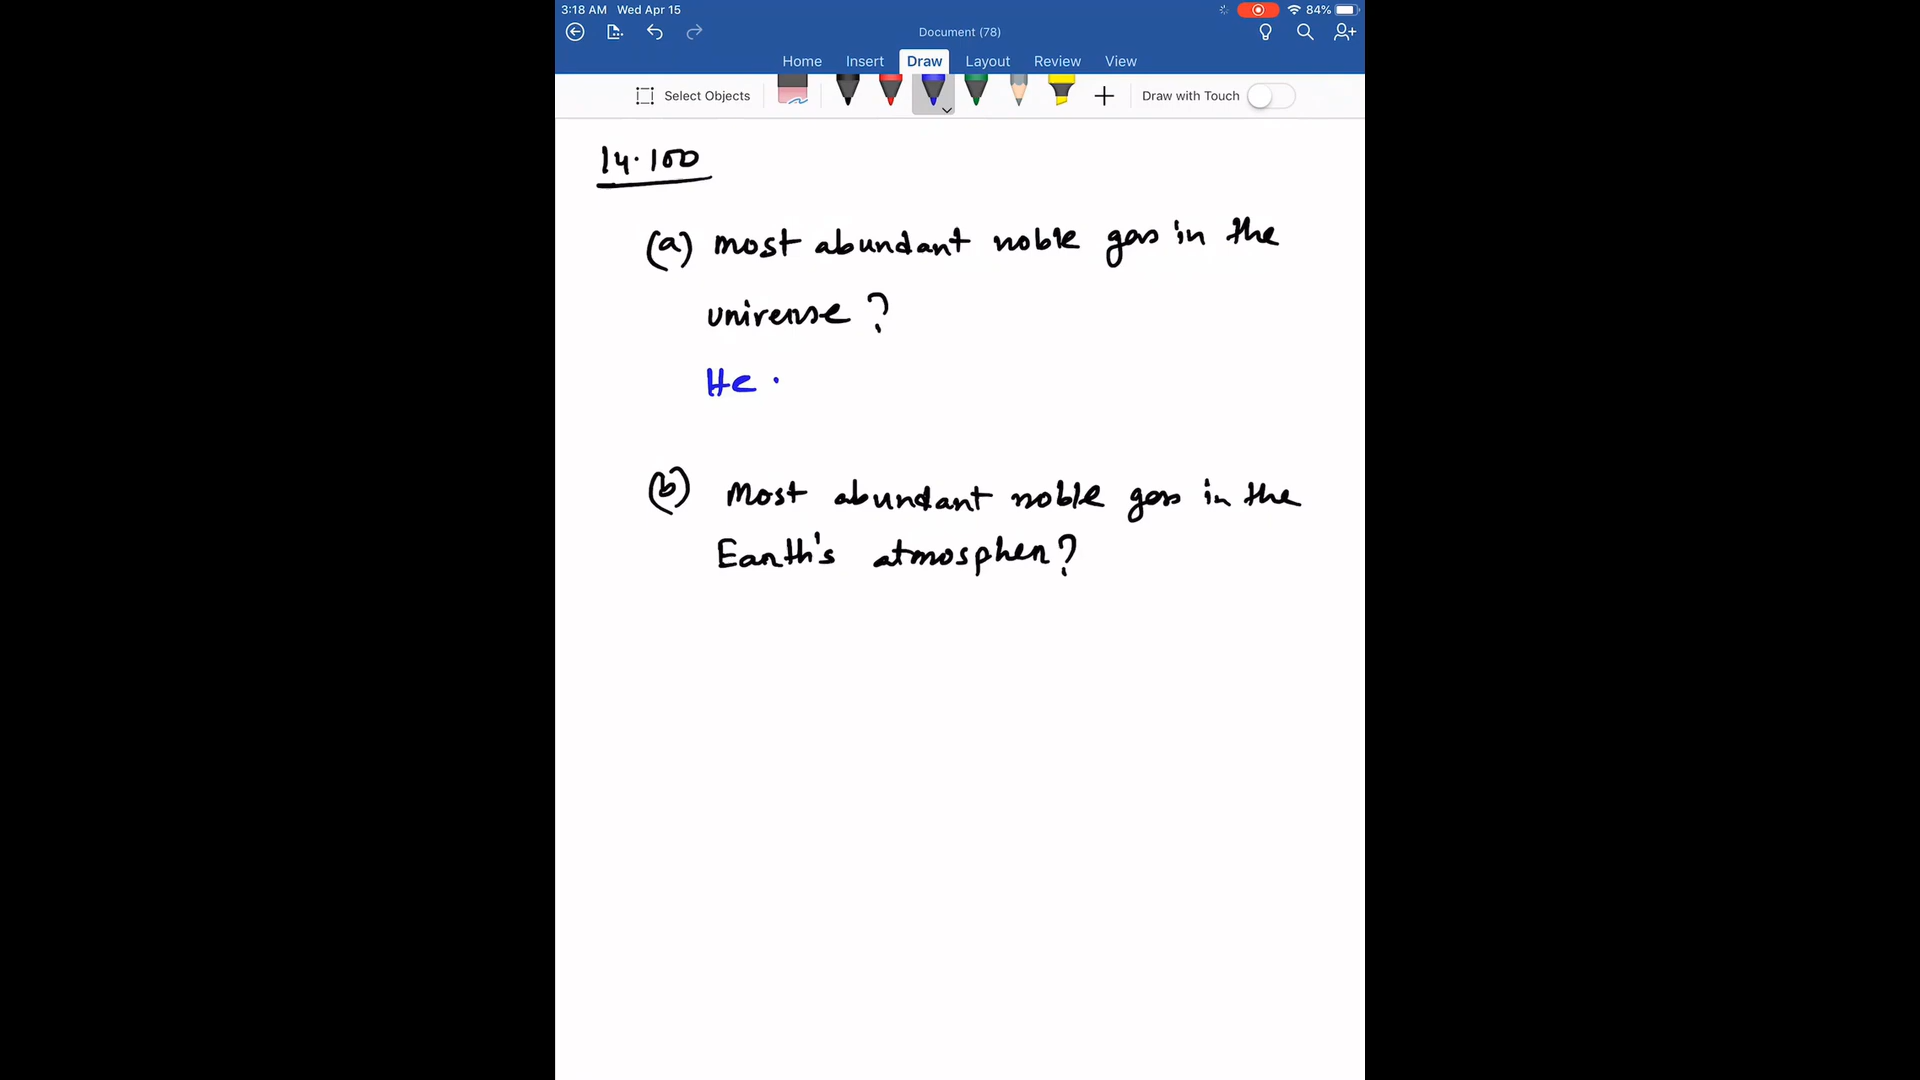 3:18 AM Wed Apr 15 84%
Document (78)
Home Insert Draw Layout Review View
Select Objects Draw with Touch
14.100
(a) most abundant noble gas in the
universe ?
He .
(b) Most abundant noble gas in the
Earth's atmospher?